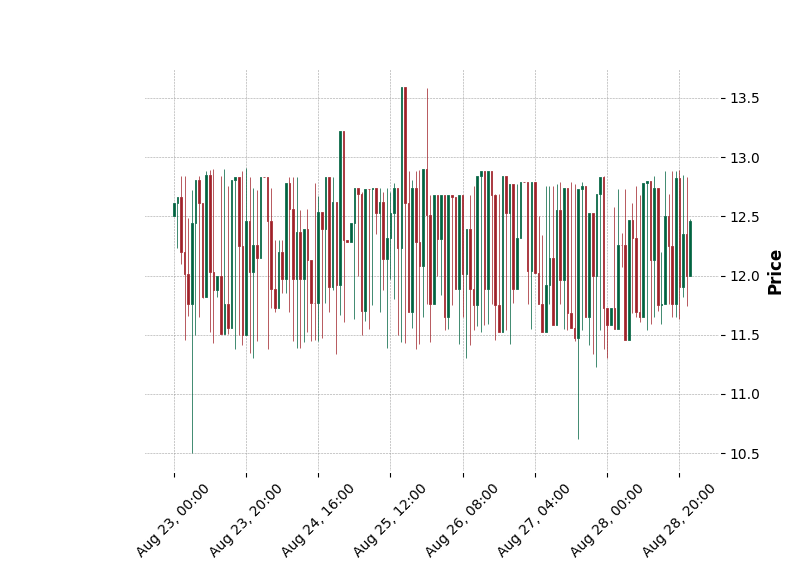 13.5
13.0
12.5
12.0
11.5
11.0
10.5
Price
Aug 23, 00:00
Aug 23, 20:00
Aug 24, 16:00
Aug 25, 12:00
Aug 26, 08:00
Aug 27, 04:00
Aug 28, 00:00
Aug 28, 20:00